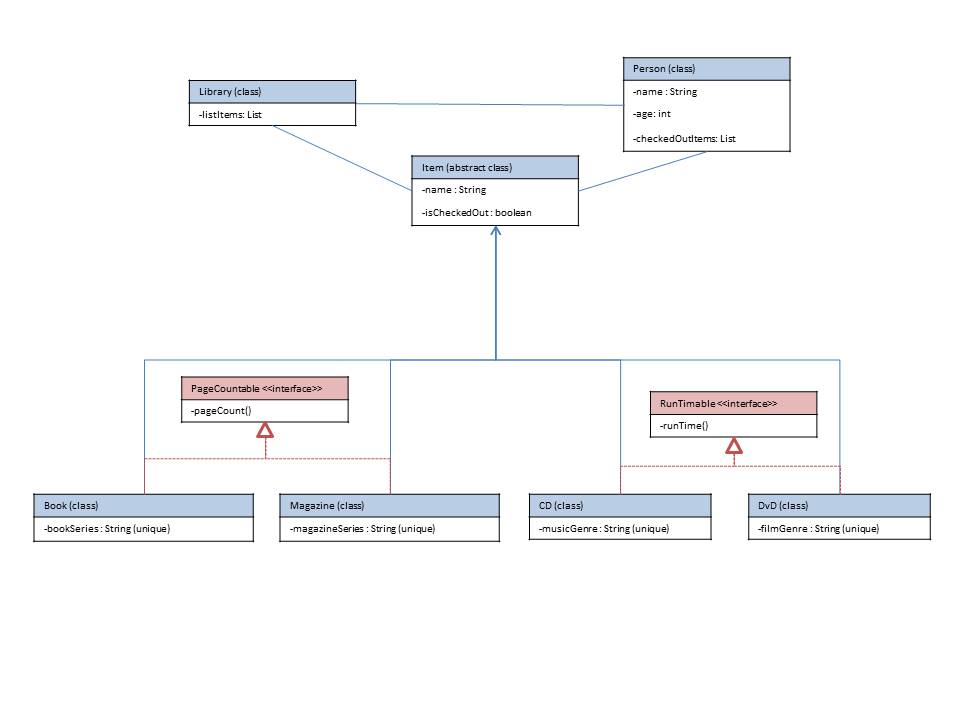 Library (class)
-listItems: List
Person (class)
-name : String
-age: int
-checkedOutItems: List
Item (abstract class)
-name : String
-isCheckedOut : boolean
PageCountable <<interface>>
-pageCount()
RunTimable <<interface>>
-runTime()
Book (class)
-bookSeries : String (unique)
Magazine (class)
-magazineSeries : String (unique)
CD (class)
-musicGenre : String (unique)
DvD (class)
-filmGenre : String (unique)